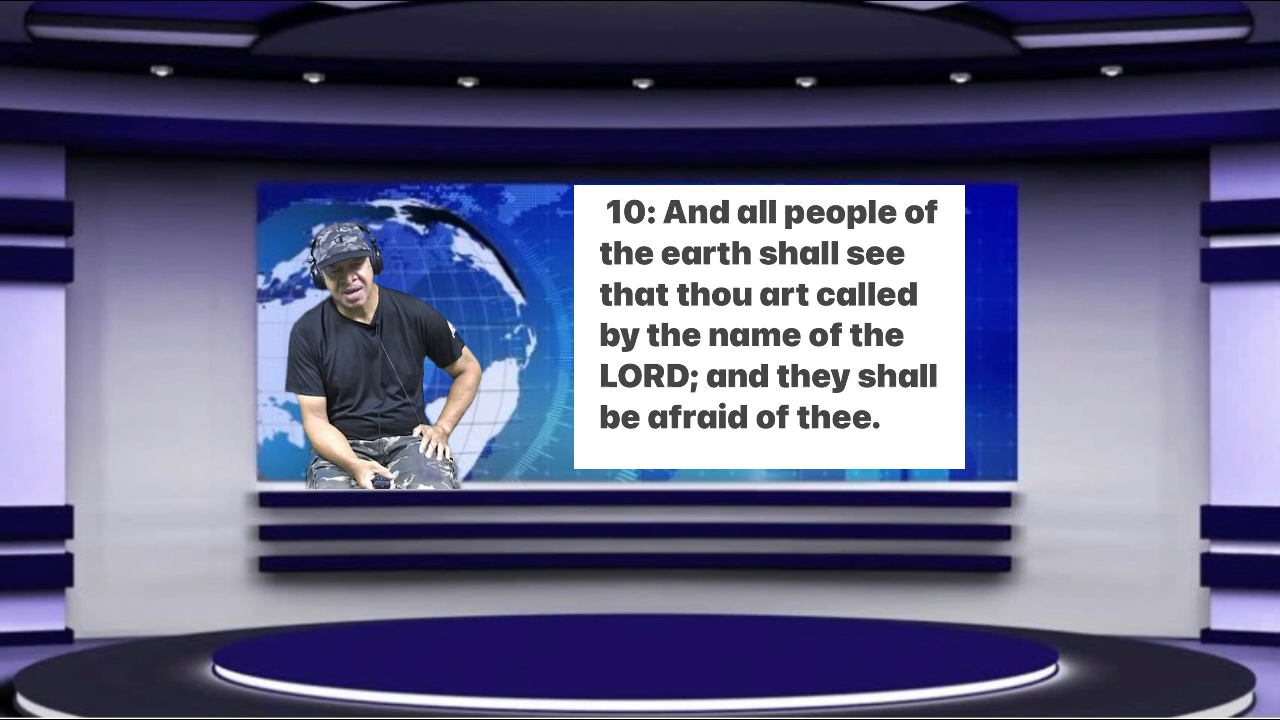 10: And all people of
the earth shall see
that thou art called
by the name of the
LORD; and they shall
be afraid of thee.